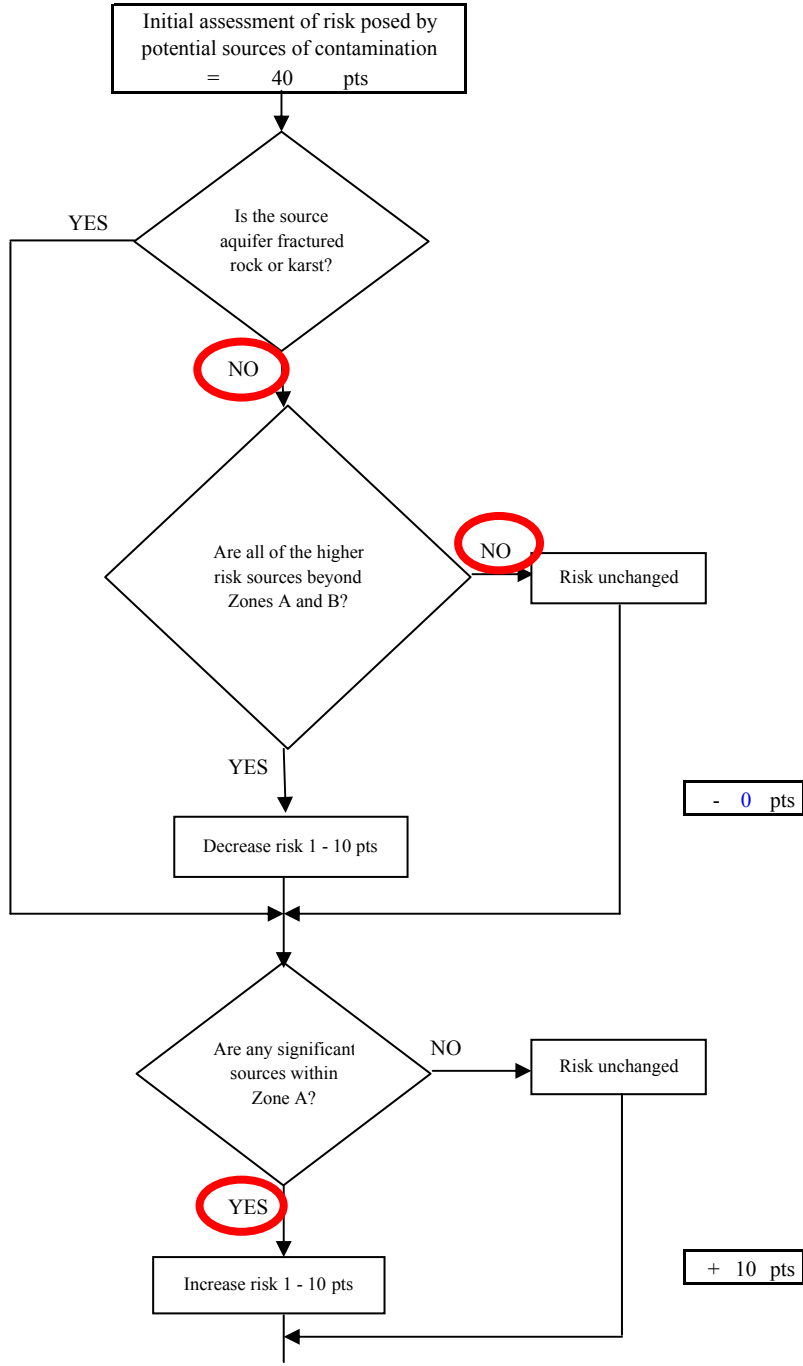 Initial assessment of risk posed by
potential sources of contamination
= 40 pts
YES
Is the source
aquifer fractured
rock or karst?
NO
Are all of the higher
risk sources beyond
Zones A and B?
NO
Risk unchanged
YES
- 0 pts
Decrease risk 1 - 10 pts
Are any significant
sources within
Zone A?
NO
Risk unchanged
YES
Increase risk 1 - 10 pts
+ 10 pts